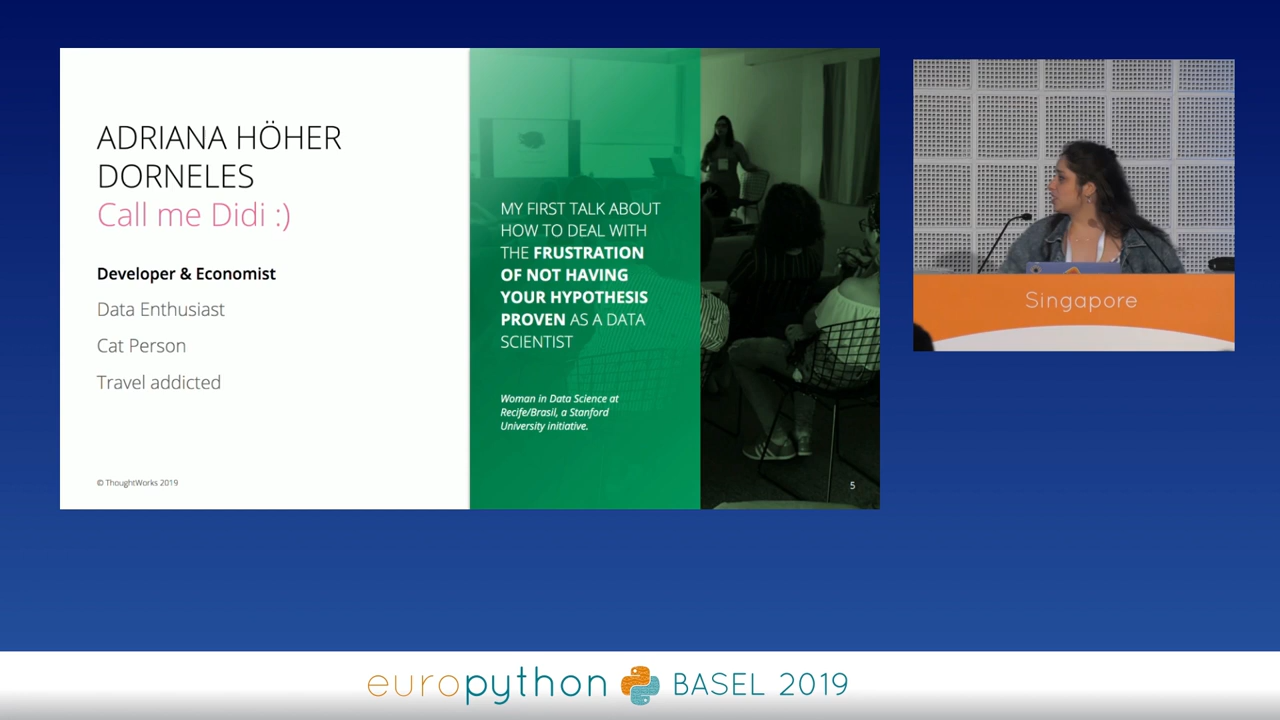 ADRIANA HÖHER
DORNELES
Call me Didi :)
Developer & Economist
Data Enthusiast
Cat Person
Travel addicted
© ThoughtWorks 2019
MY FIRST TALK ABOUT
HOW TO DEAL WITH
THE FRUSTRATION
OF NOT HAVING
YOUR HYPOTHESIS
PROVEN AS A DATA
SCIENTIST
Woman in Data Science at
Recife/Brasil, a Stanford
University initiative.
5
Singapore
europython BASEL 2019